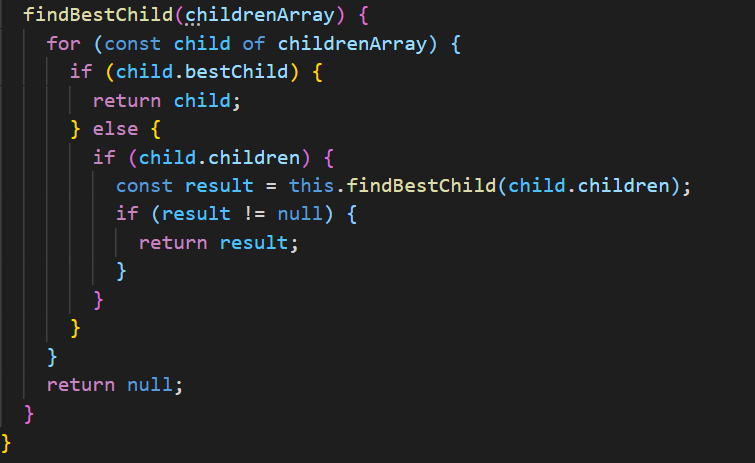 findBestChild(childrenArray) {
for (const child of childrenArray) {
if (child.bestChild) {
return child;
} else {
if (child.children) {
const result = this.findBestChild(child.children);
if (result != null) {
return result;
}
}
}
}
return null;
}
}